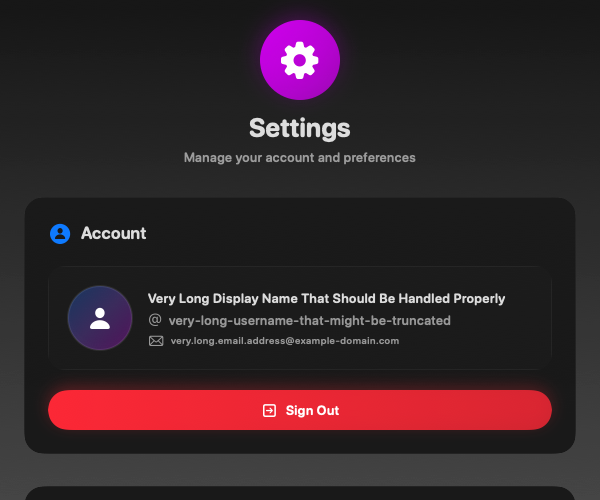 Settings
Manage your account and preferences
Account
Very Long Display Name That Should Be Handled Properly
@ very-long-username-that-might-be-truncated
very.long.email.address@example-domain.com
Sign Out